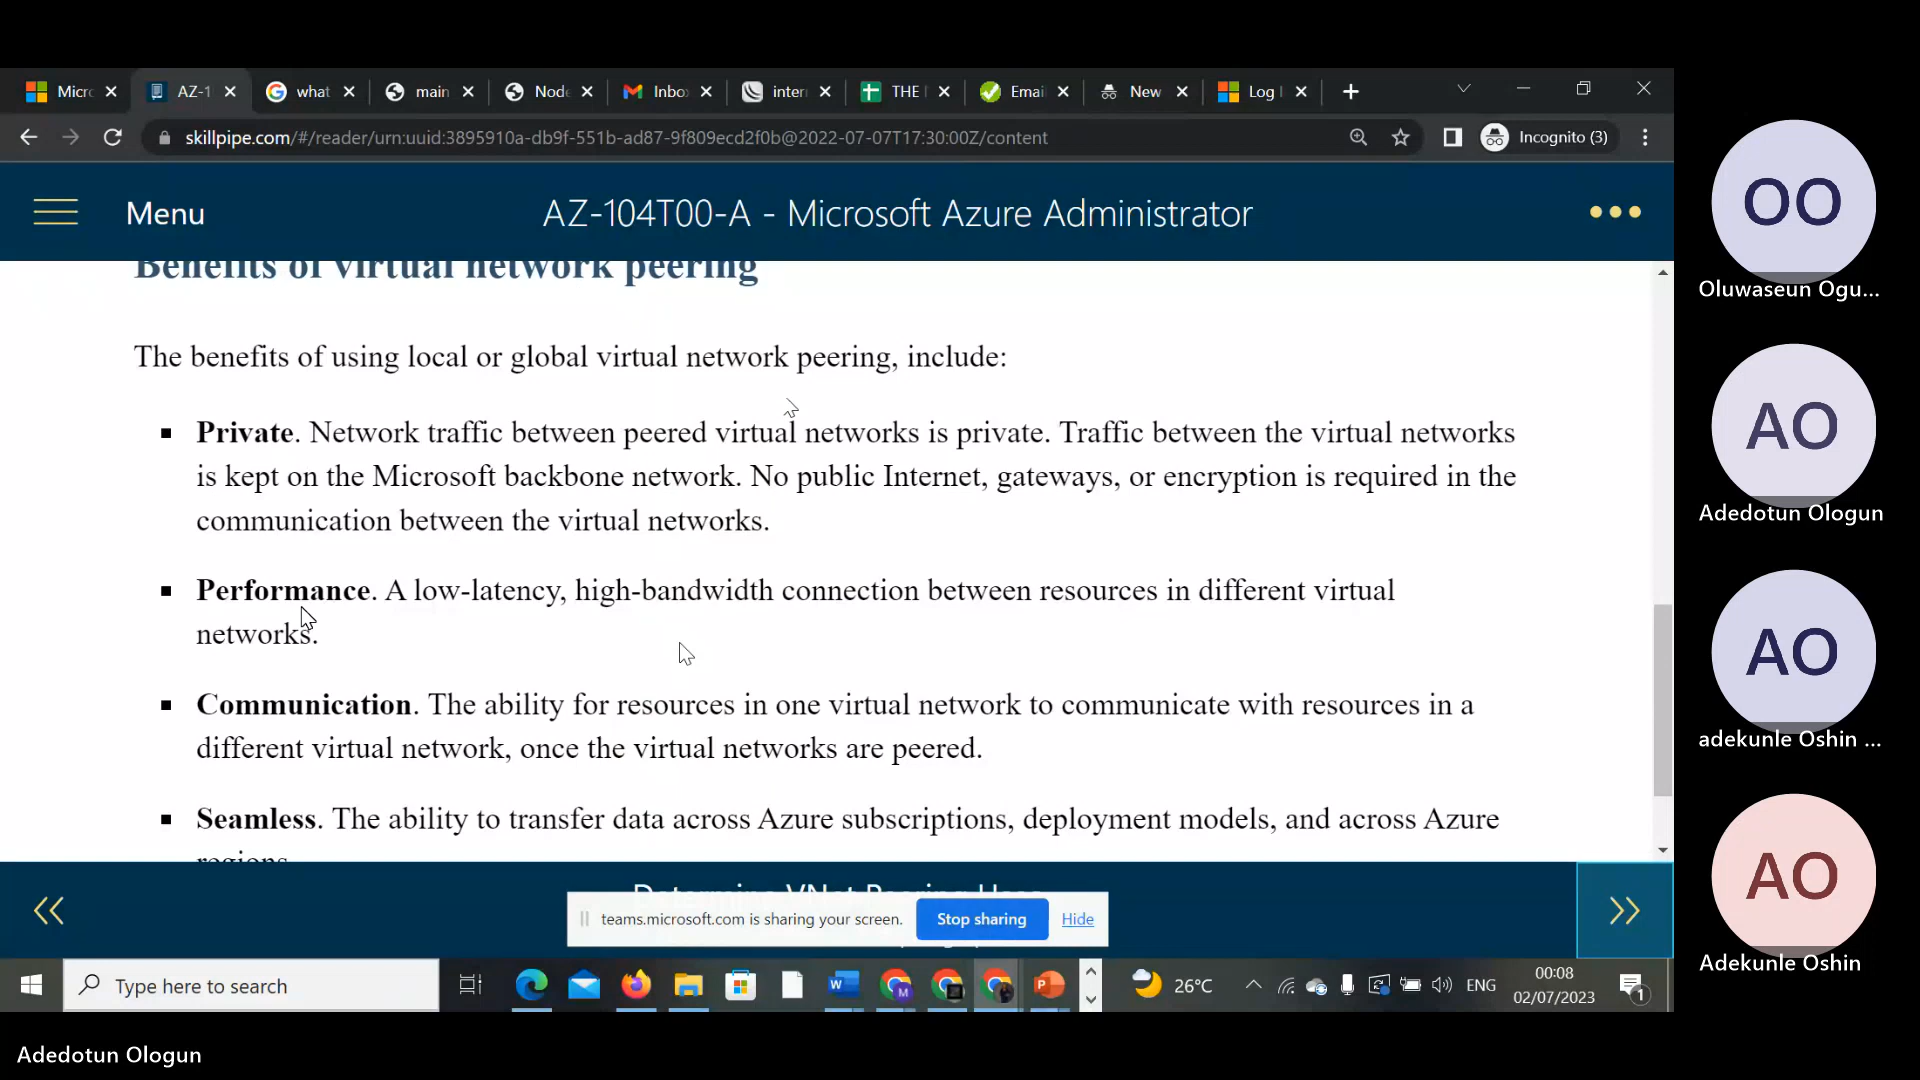 Micr
AZ-1
what
main
Node
Inbo
inter
THE
Emai
New
Log I
skillpipe.com/#/reader/urn:uuid:3895910a-db9f-551b-ad87-9f809ecd2f0b@2022-07-07T17:30:00Z/content
Incognito (3)
Menu
AZ-104T00-A - Microsoft Azure Administrator
Benefits of virtual network peering
The benefits of using local or global virtual network peering, include:
▪ Private. Network traffic between peered virtual networks is private. Traffic between the virtual networks
is kept on the Microsoft backbone network. No public Internet, gateways, or encryption is required in the
communication between the virtual networks.
▪ Performance. A low-latency, high-bandwidth connection between resources in different virtual
networks.
▪ Communication. The ability for resources in one virtual network to communicate with resources in a
different virtual network, once the virtual networks are peered.
▪ Seamless. The ability to transfer data across Azure subscriptions, deployment models, and across Azure
regions.
Determine VNet Peering Uses
teams.microsoft.com is sharing your screen.
Stop sharing
Hide
Type here to search
26°C
ENG
00:08
02/07/2023
1
OO
Oluwaseun Ogu...
AO
Adedotun Ologun
AO
adekunle Oshin ...
AO
Adekunle Oshin
Adedotun Ologun